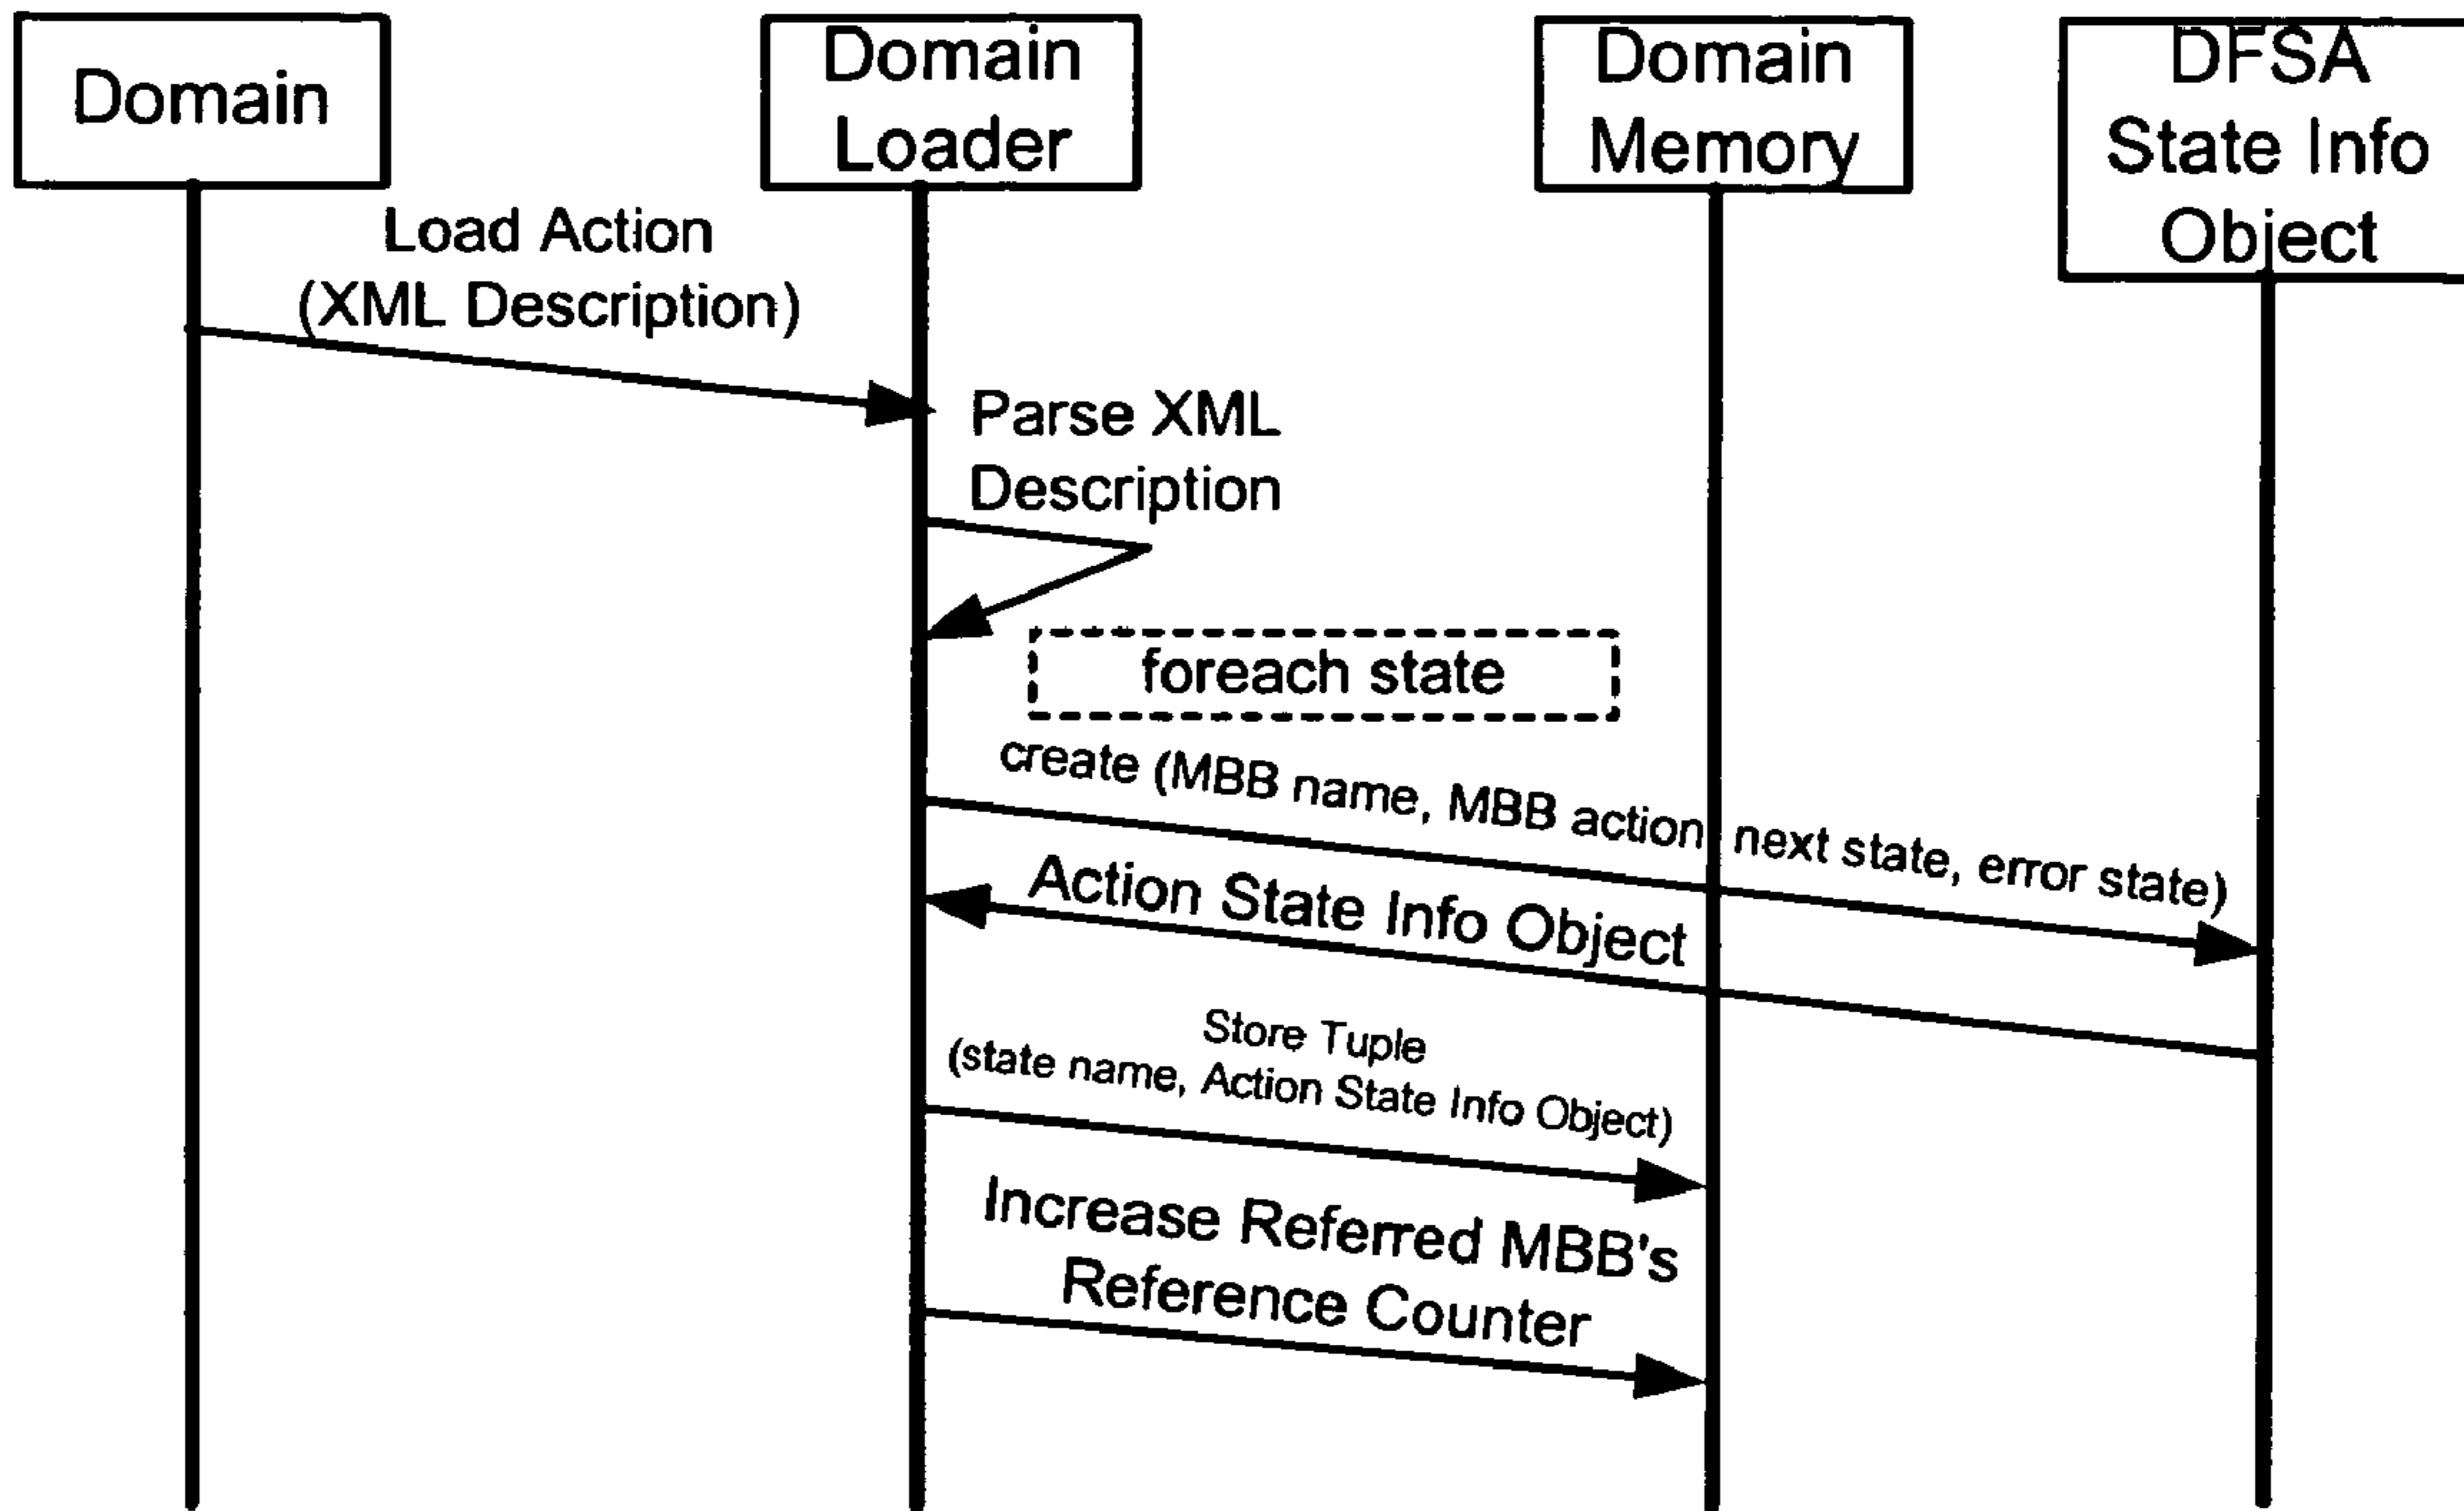 Domain
Domain
Loader
Domain
Memory
DFSA
State Info
Object
Load Action
(XML Description)
Parse XML
Description
foreach state
create (MBB name, MBB action, next state, error state)
Action State Info Object
Store Tuple
(state name, Action State Info Object)
Increase Referred MBB's
Reference Counter